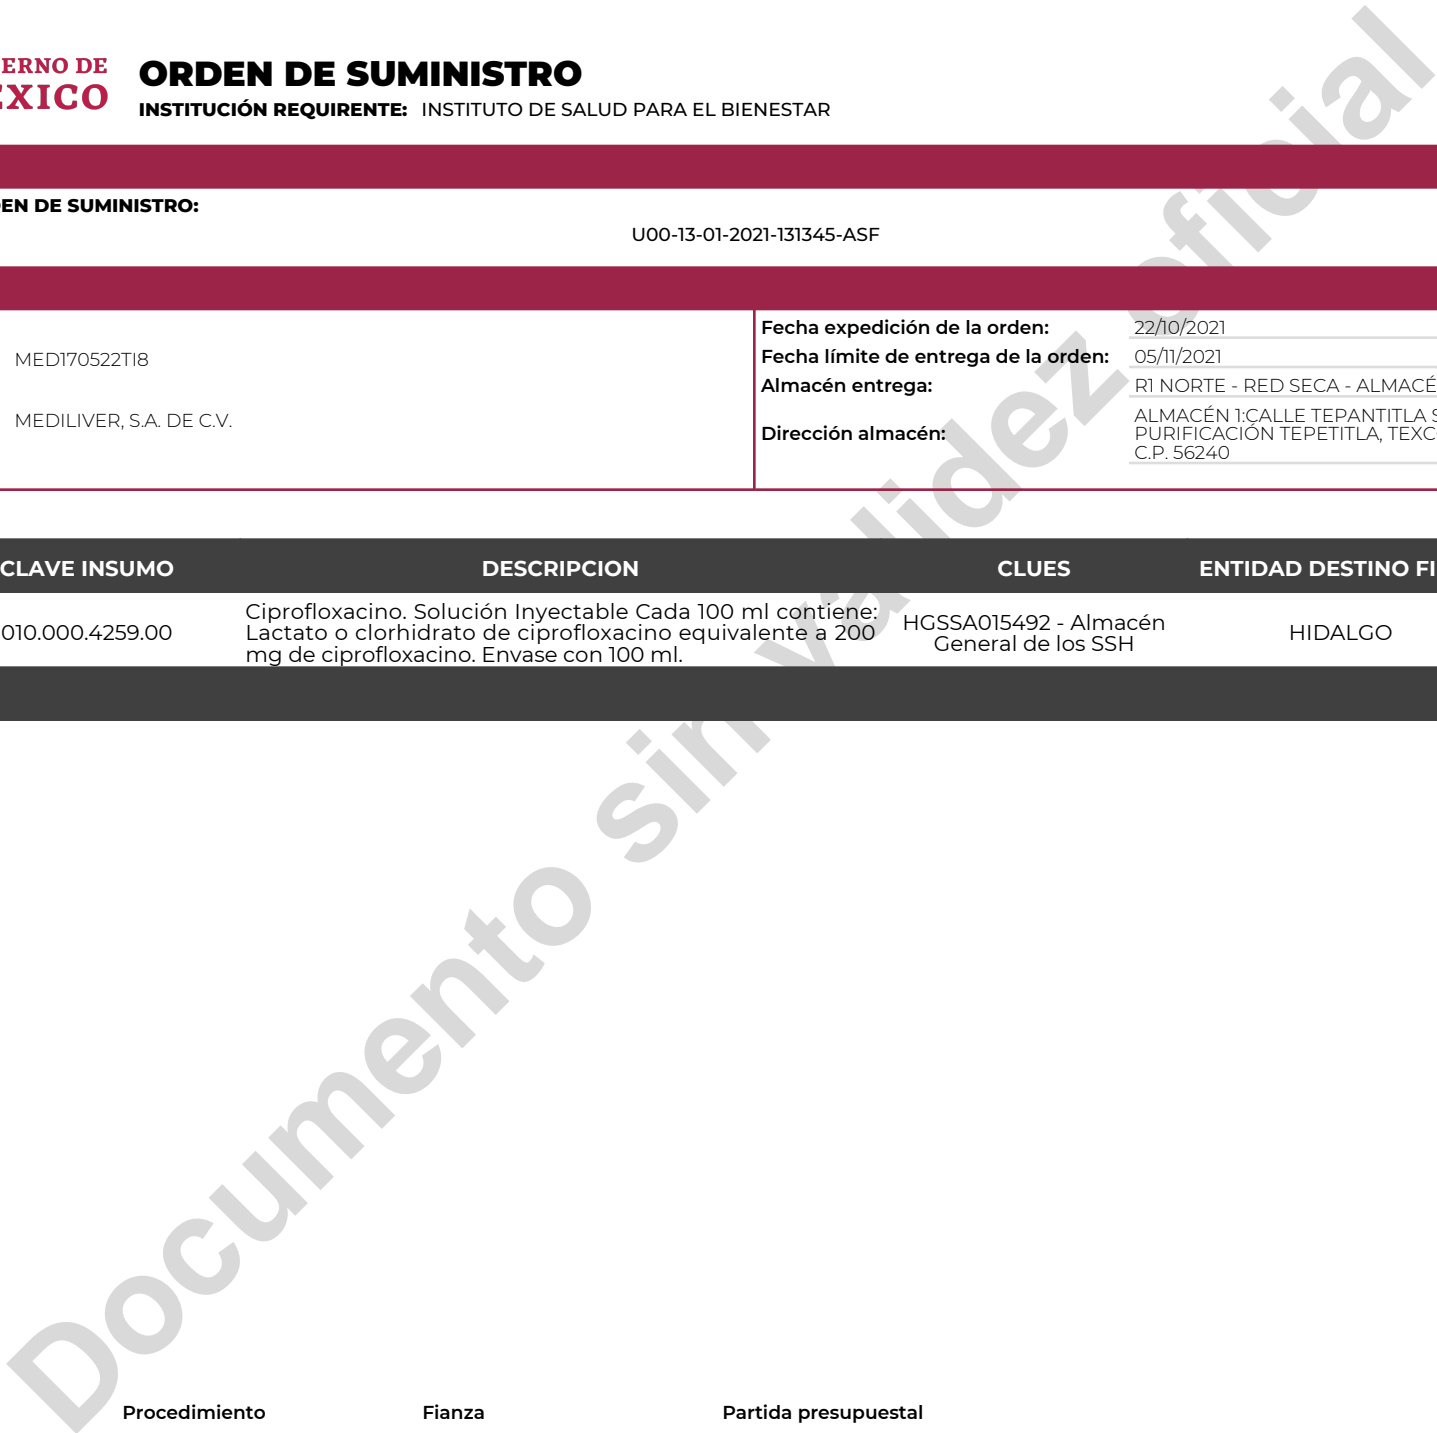 ERNO DE
ÉXICO
ORDEN DE SUMINISTRO
INSTITUCIÓN REQUIRENTE: INSTITUTO DE SALUD PARA EL BIENESTAR
EN DE SUMINISTRO:
U00-13-01-2021-131345-ASF
MED170522TI8
MEDILIVER, S.A. DE C.V.
Fecha expedición de la orden: 22/10/2021
Fecha límite de entrega de la orden: 05/11/2021
Almacén entrega: R1 NORTE - RED SECA - ALMACÉ
Dirección almacén: ALMACÉN 1:CALLE TEPANTITLA S
PURIFICACIÓN TEPETITLA, TEXC
C.P. 56240
CLAVE INSUMO DESCRIPCION CLUES ENTIDAD DESTINO FI
010.000.4259.00
Ciprofloxacino. Solución Inyectable Cada 100 ml contiene:
Lactato o clorhidrato de ciprofloxacino equivalente a 200
mg de ciprofloxacino. Envase con 100 ml.
HGSSA015492 - Almacén
General de los SSH
HIDALGO
Documento sin validez oficial
Procedimiento Fianza Partida presupuestal